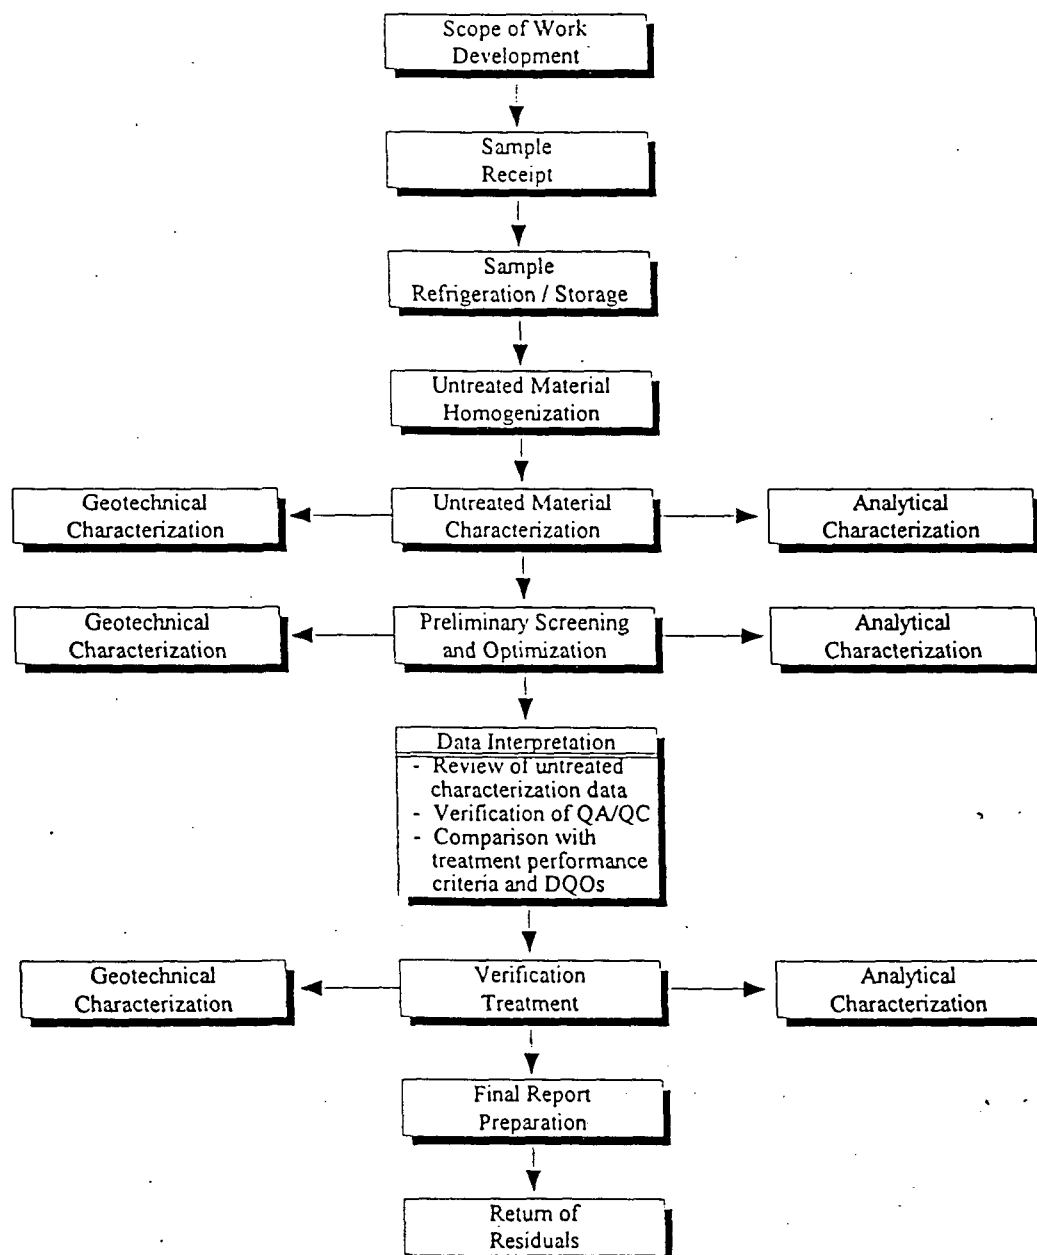 Scope of Work
Development
Sample
Receipt
Sample
Refrigeration / Storage
Untreated Material
Homogenization
Geotechnical
Characterization
Untreated Material
Characterization
Analytical
Characterization
Geotechnical
Characterization
Preliminary Screening
and Optimization
Analytical
Characterization
Data Interpretation
- Review of untreated
characterization data
- Verification of QA/QC
- Comparison with
treatment performance
criteria and DQOs
Geotechnical
Characterization
Verification
Treatment
Analytical
Characterization
Final Report
Preparation
Return of
Residuals